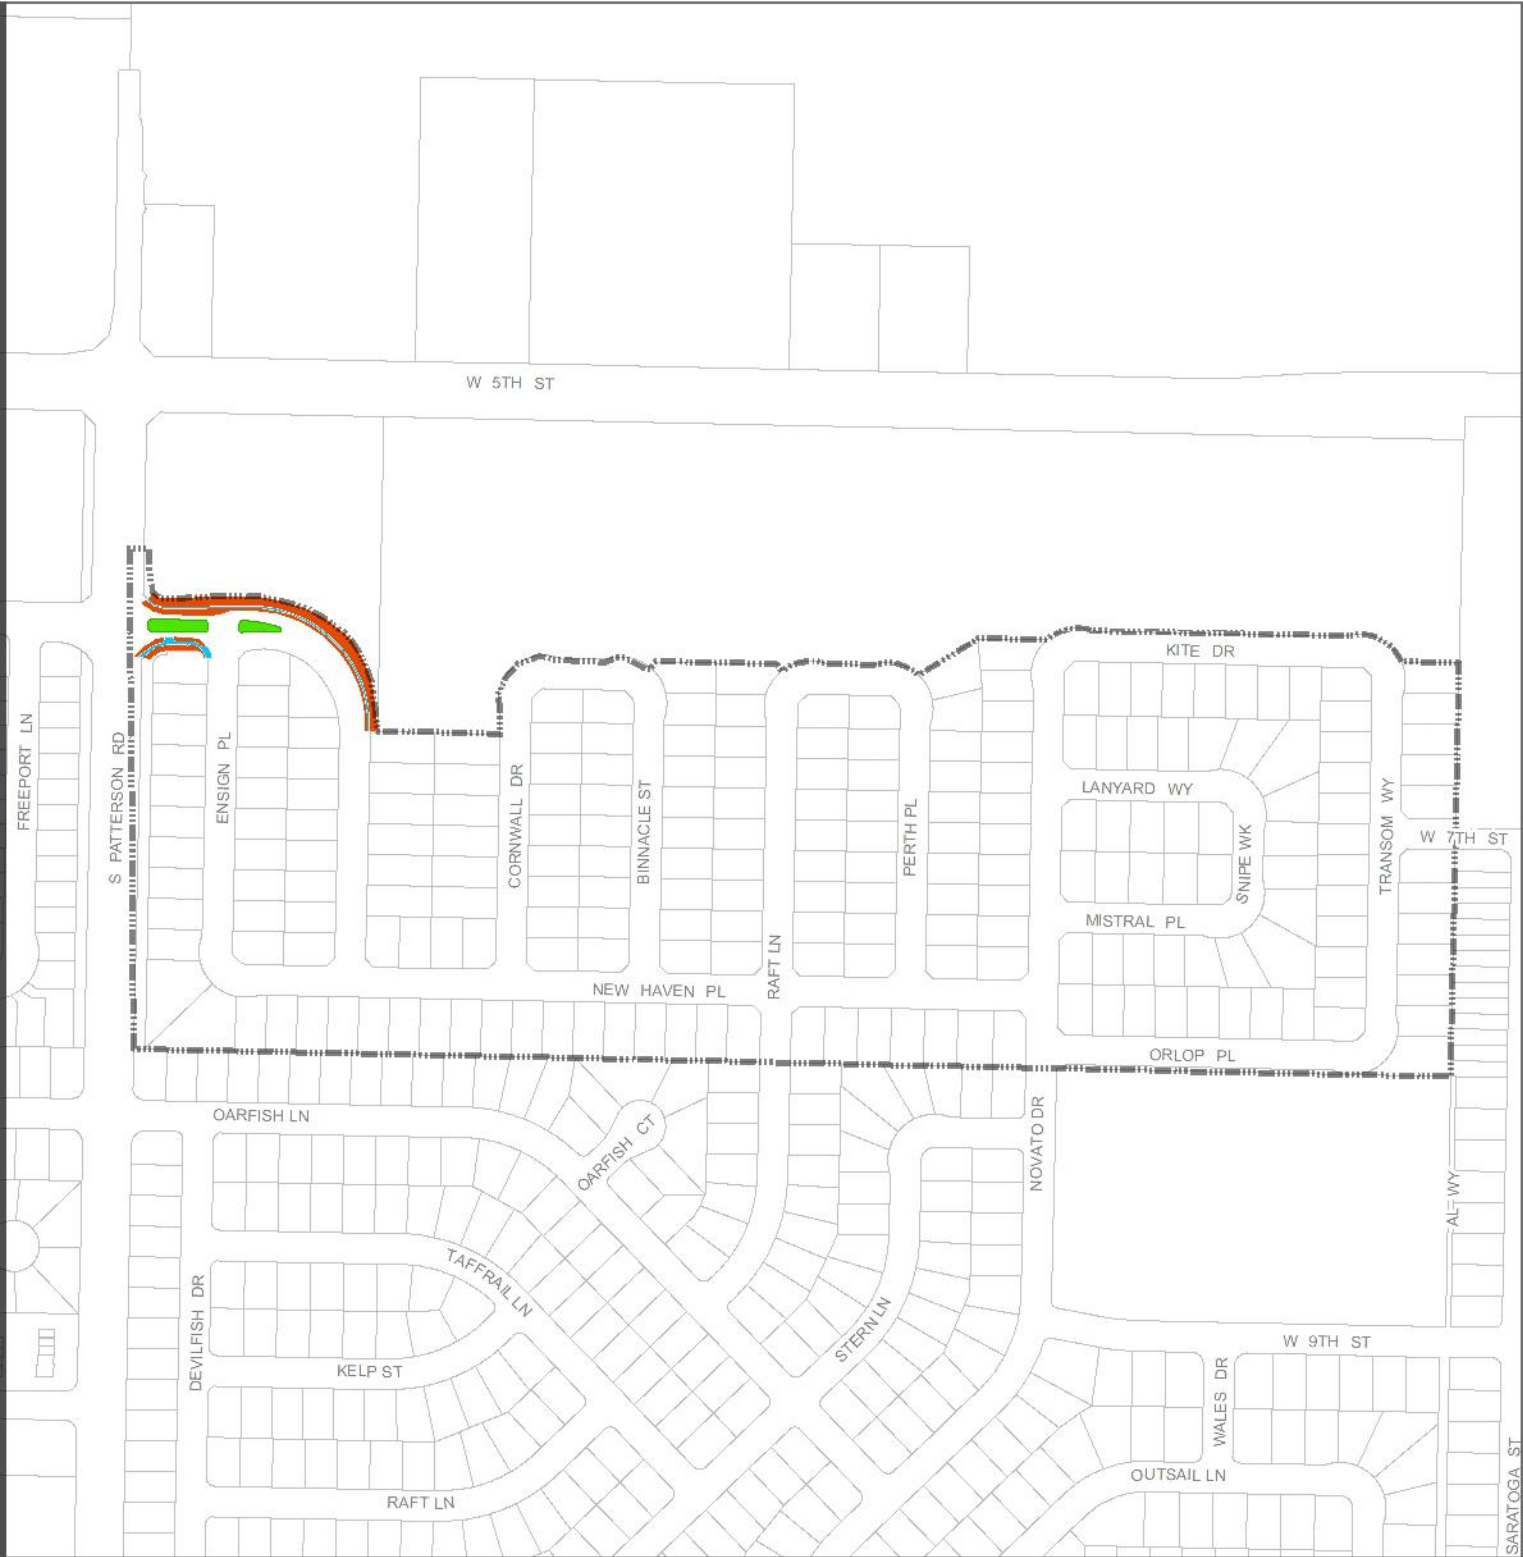 W 5TH ST
KITE DR
FREEPORT LN
S PATTERSON RD
ENSIGN PL
CORNWALL DR
BINNACLE ST
PERTH PL
LANYARD WY
SNIPE WK
TRANSOM WY
W 7TH ST
MISTRAL PL
RAFT LN
NEW HAVEN PL
ORLOP PL
OARFISH LN
OARFISH CT
NOVATO DR
AL WY
TAFFRAIL LN
DEVILFISH DR
STERN LN
W 9TH ST
KELP ST
WALES DR
OUTSAIL LN
RAFT LN
SARATOGA ST